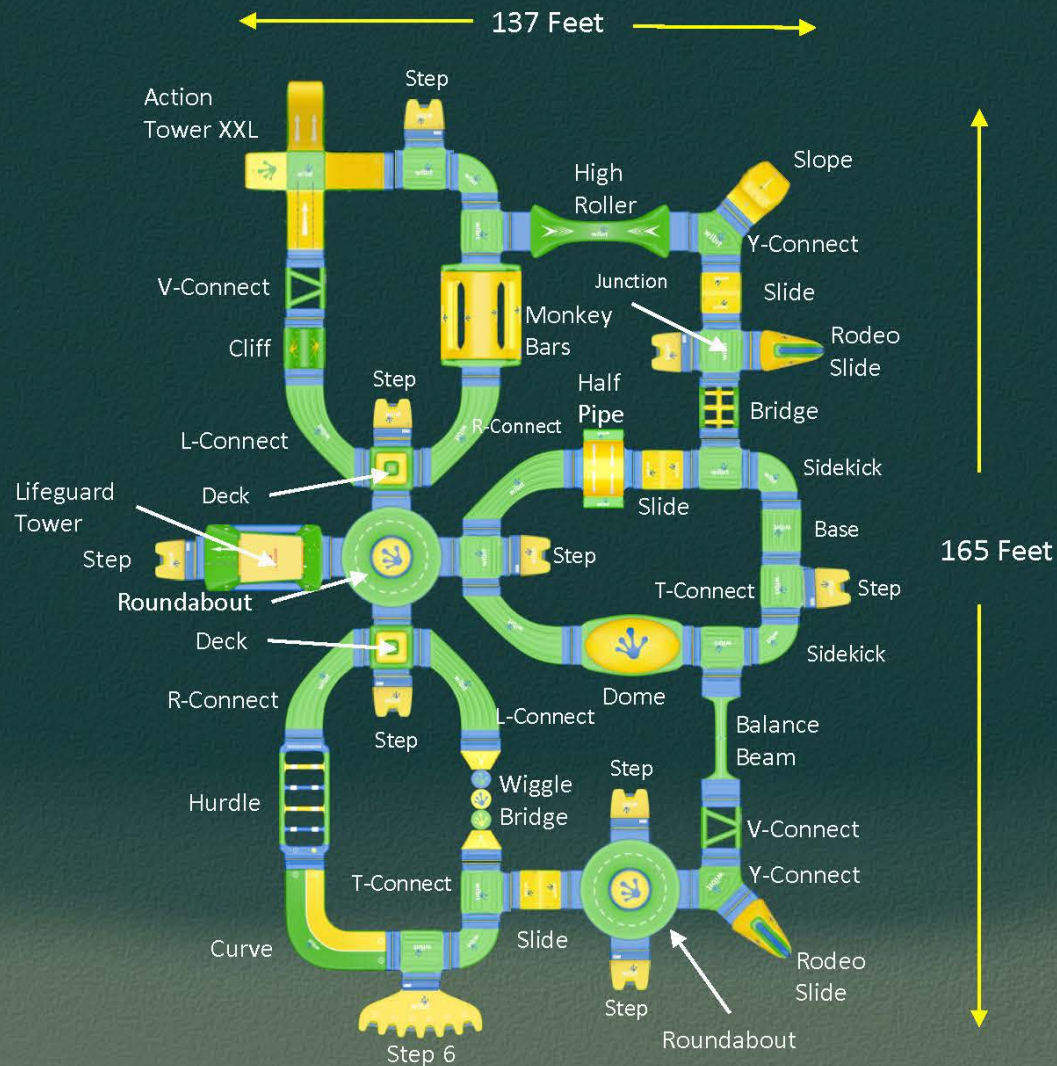 137 Feet
Step
Action
Tower XXL
Slope
High
Roller
Y-Connect
V-Connect
Junction
Slide
Monkey
Bars
Cliff
Rodeo
Slide
Step
Half
Pipe
Bridge
R-Connect
L-Connect
Sidekick
Deck
Slide
Lifeguard
Tower
Base
165 Feet
Step
Step
Roundabout
T-Connect
Step
Deck
Sidekick
R-Connect
Dome
L-Connect
Step
Balance
Beam
Step
Hurdle
Wiggle
Bridge
V-Connect
T-Connect
Y-Connect
Curve
Slide
Rodeo
Slide
Step
Roundabout
Step 6